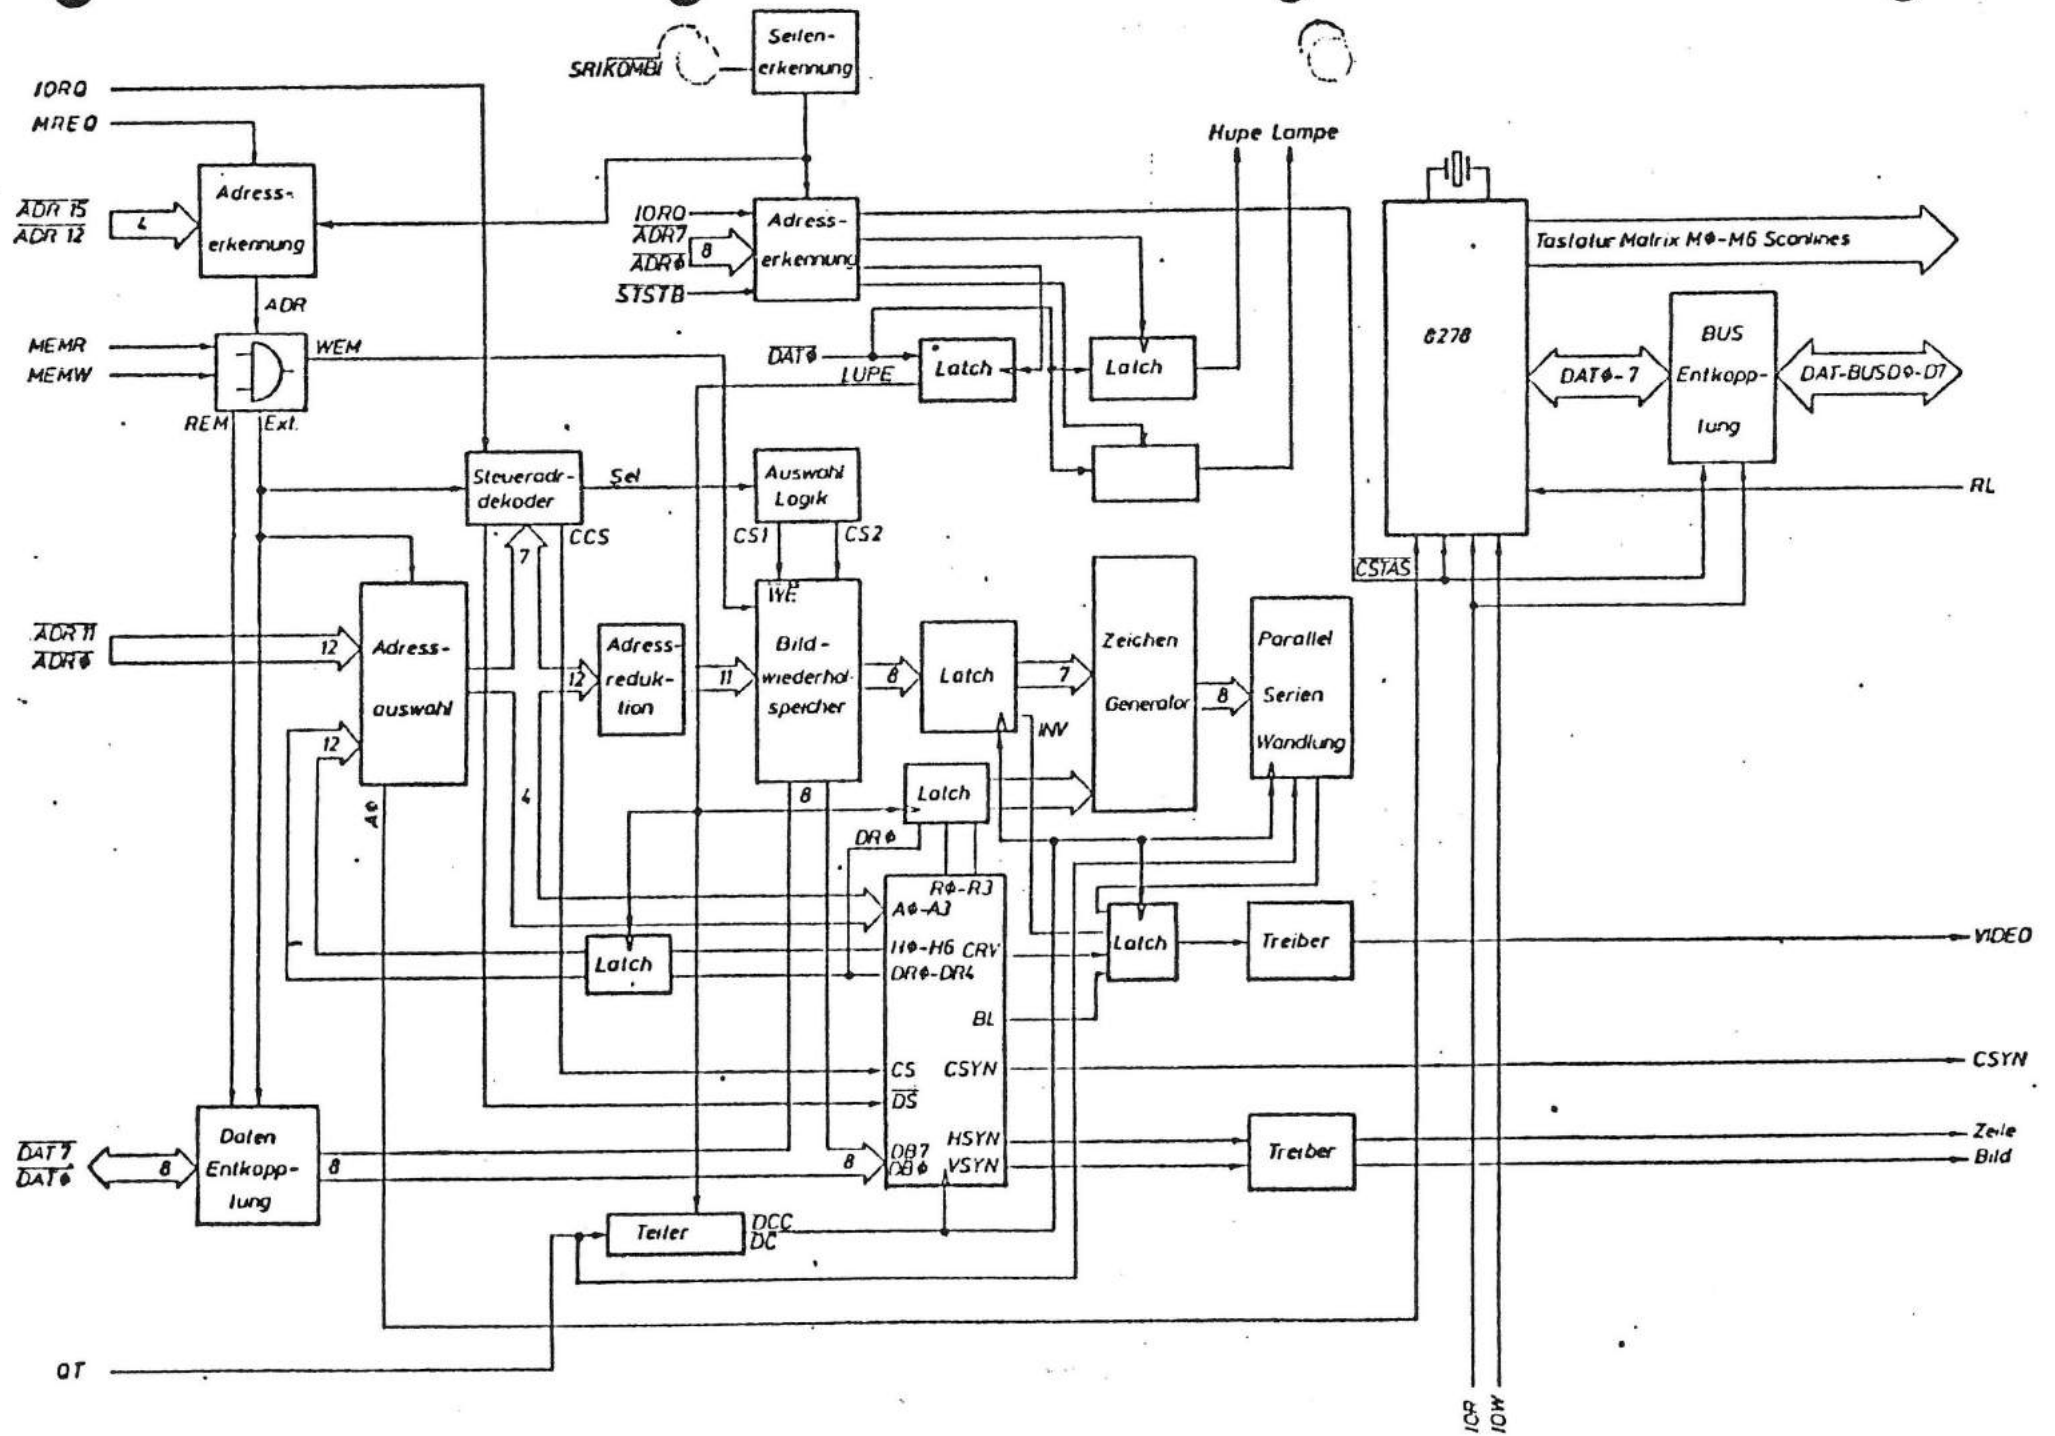 Seiten-
erkennung
SRIKOMBI
IORQ
MREQ
Hupe Lampe
Adress-
erkennung
ADR 15
ADR 12
4
IORQ
ADR7
ADRφ
8
STSTB
Adress-
erkennung
Tastatur Matrix Mφ-M6 Scanlines
ADR
8278
BUS
Entkopp-
lung
MEMR
MEMW
WEM
DATφ
LUPE
Latch
Latch
DATφ-7
DAT-BUSDφ-D7
REM
Ext.
Steueradr-
dekoder
Sel
Auswahl
Logik
RL
CCS
CS1
CS2
7
CSTAS
WE
ADR 11
ADRφ
12
Adress-
auswahl
12
Adress-
reduk-
tion
11
Bild-
wiederhol-
speicher
8
Latch
7
Zeichen
Generator
8
Parallel
Serien
Wandlung
INV
12
Aφ
4
8
Latch
DRφ
Rφ-R3
Aφ-A3
Hφ-H6
CRV
DRφ-DR4
Latch
Latch
Treiber
VIDEO
BL
CS
CSYN
CSYN
DS
Daten
Entkopp-
lung
DAT7
DATφ
8
8
8
DB7
DBφ
HSYN
VSYN
Treiber
Zeile
Bild
Teiler
DCC
DC
QT
IOR
IOW